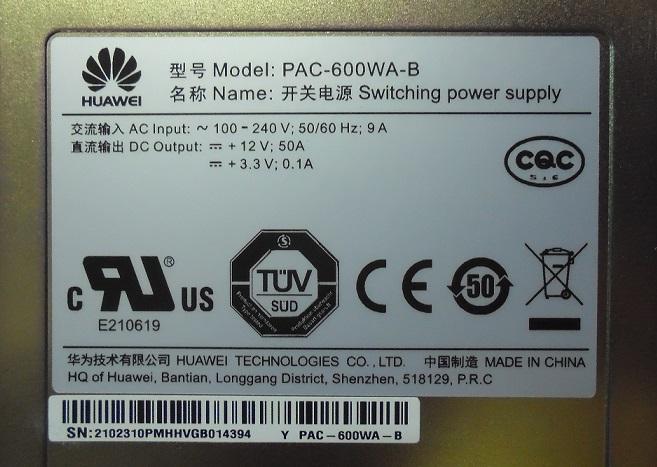 HUAWEI
型号 Model: PAC-600WA-B
名称 Name: 开关电源 Switching power supply
交流输入 AC Input: ~ 100 - 240 V; 50/60 Hz; 9 A
直流输出 DC Output: ⎓ + 12 V; 50A
⎓ + 3.3 V; 0.1A
CQC
S & E
c RU US
E210619
TÜV
SÜD
CE
50
华为技术有限公司 HUAWEI TECHNOLOGIES CO., LTD. 中国制造 MADE IN CHINA
HQ of Huawei, Bantian, Longgang District, Shenzhen, 518129, P.R.C
SN: 2102310PMHHVGB014394 Y PAC-600WA-B